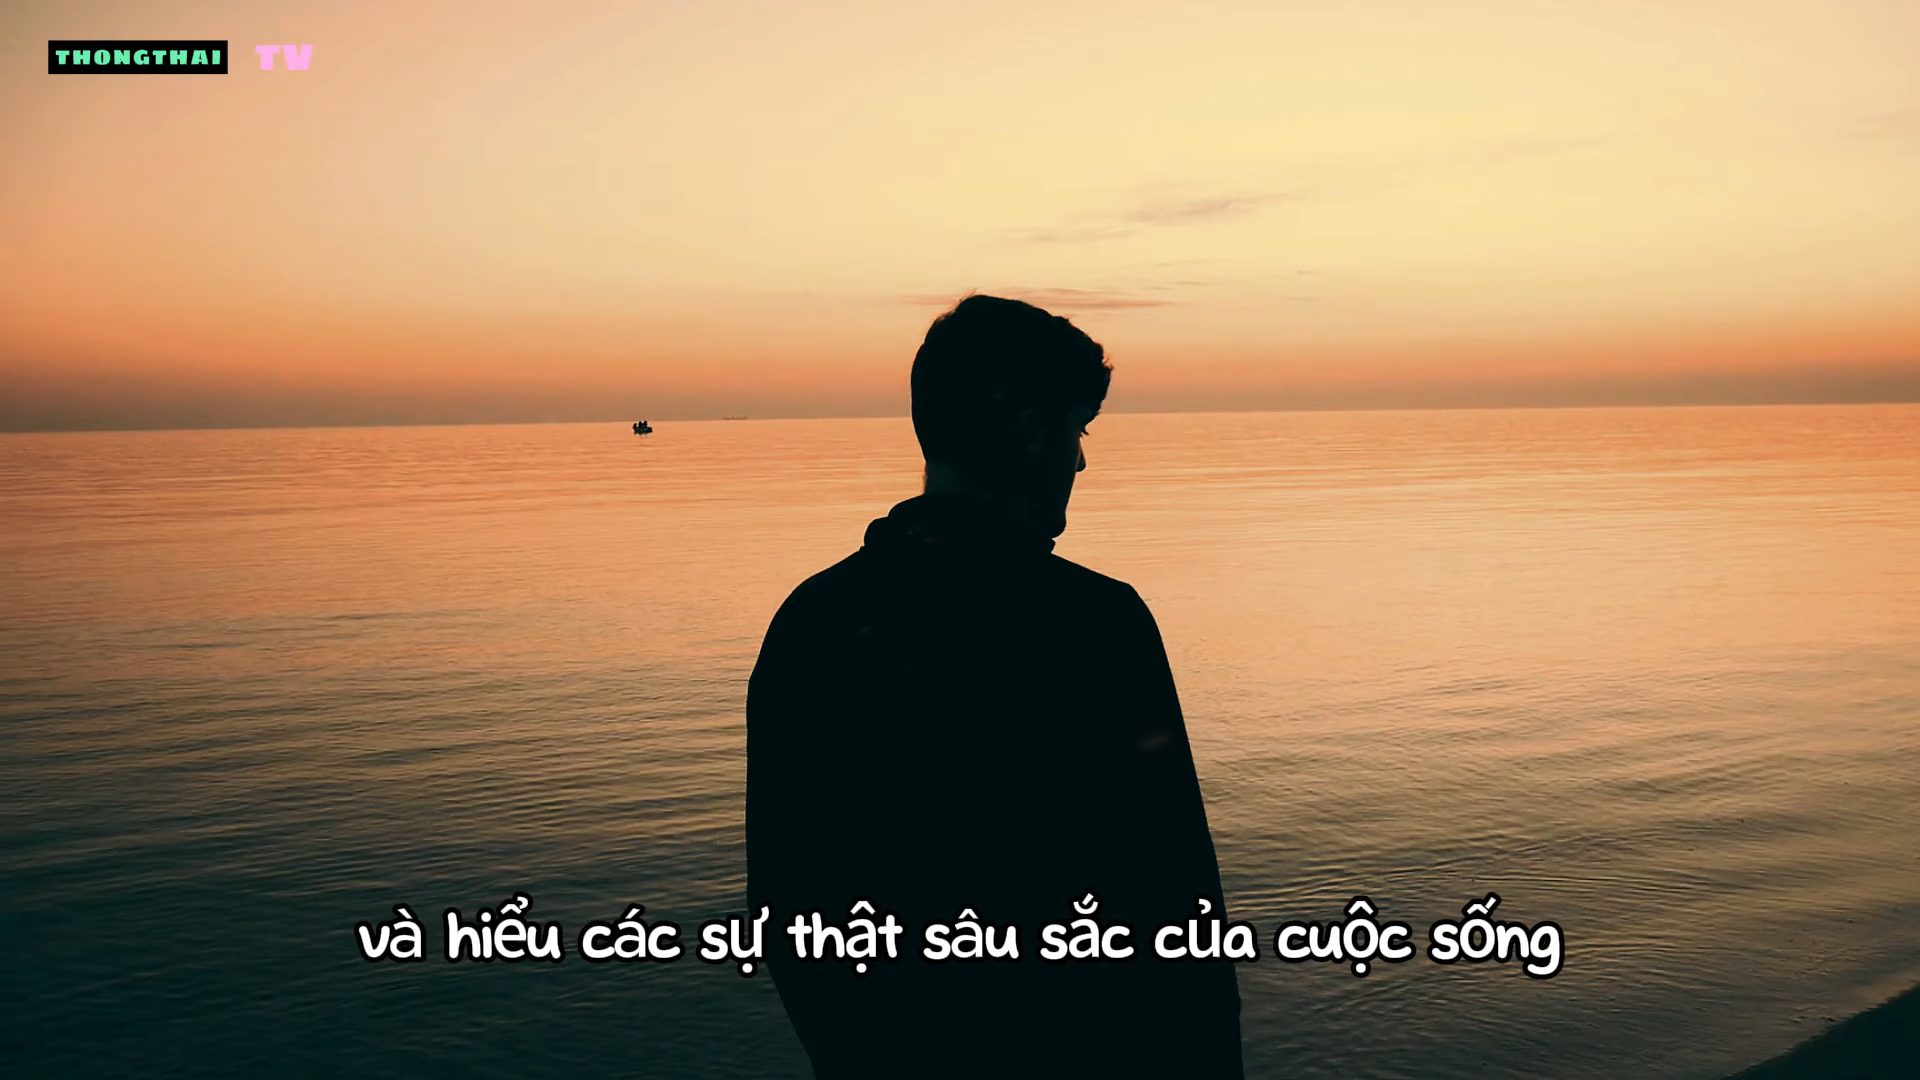 THONGTHAI TV
và hiểu các sự thật sâu sắc của cuộc sống